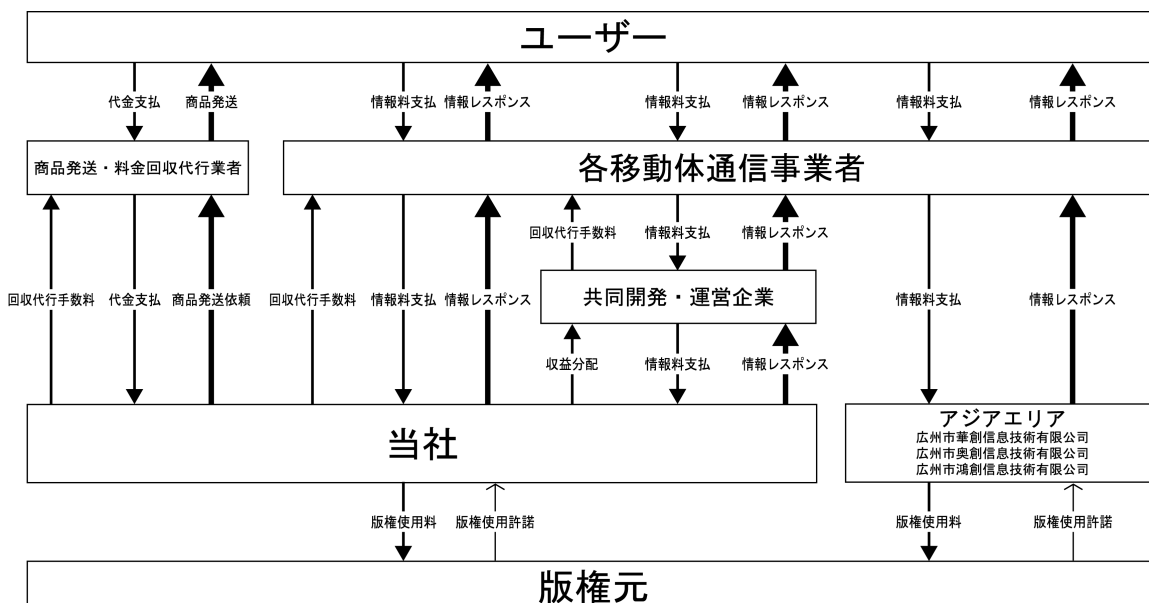 ユーザー
代金支払
商品発送
情報料支払
情報レスポンス
情報料支払
情報レスポンス
情報料支払
情報レスポンス
商品発送・料金回収代行業者
各移動体通信事業者
回収代行手数料
情報料支払
情報レスポンス
共同開発・運営企業
回収代行手数料
代金支払
商品発送依頼
回収代行手数料
情報料支払
情報レスポンス
情報料支払
情報レスポンス
収益分配
情報料支払
情報レスポンス
当社
アジアエリア
広州市華創信息技術有限公司
広州市奥創信息技術有限公司
広州市鴻創信息技術有限公司
版権使用料
版権使用許諾
版権使用料
版権使用許諾
版権元